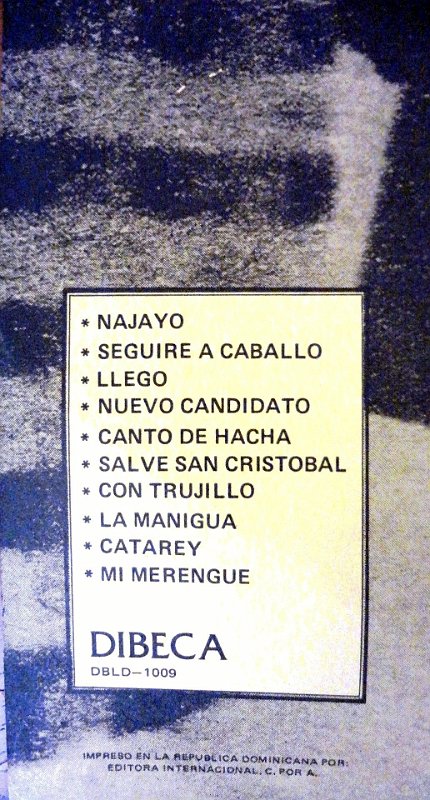 * NAJAYO
* SEGUIRE A CABALLO
* LLEGO
* NUEVO CANDIDATO
* CANTO DE HACHA
* SALVE SAN CRISTOBAL
* CON TRUJILLO
* LA MANIGUA
* CATAREY
* MI MERENGUE
DIBECA
DBLD-1009
IMPRESO EN LA REPUBLICA DOMINICANA POR:
EDITORA INTERNACIONAL, C. POR A.